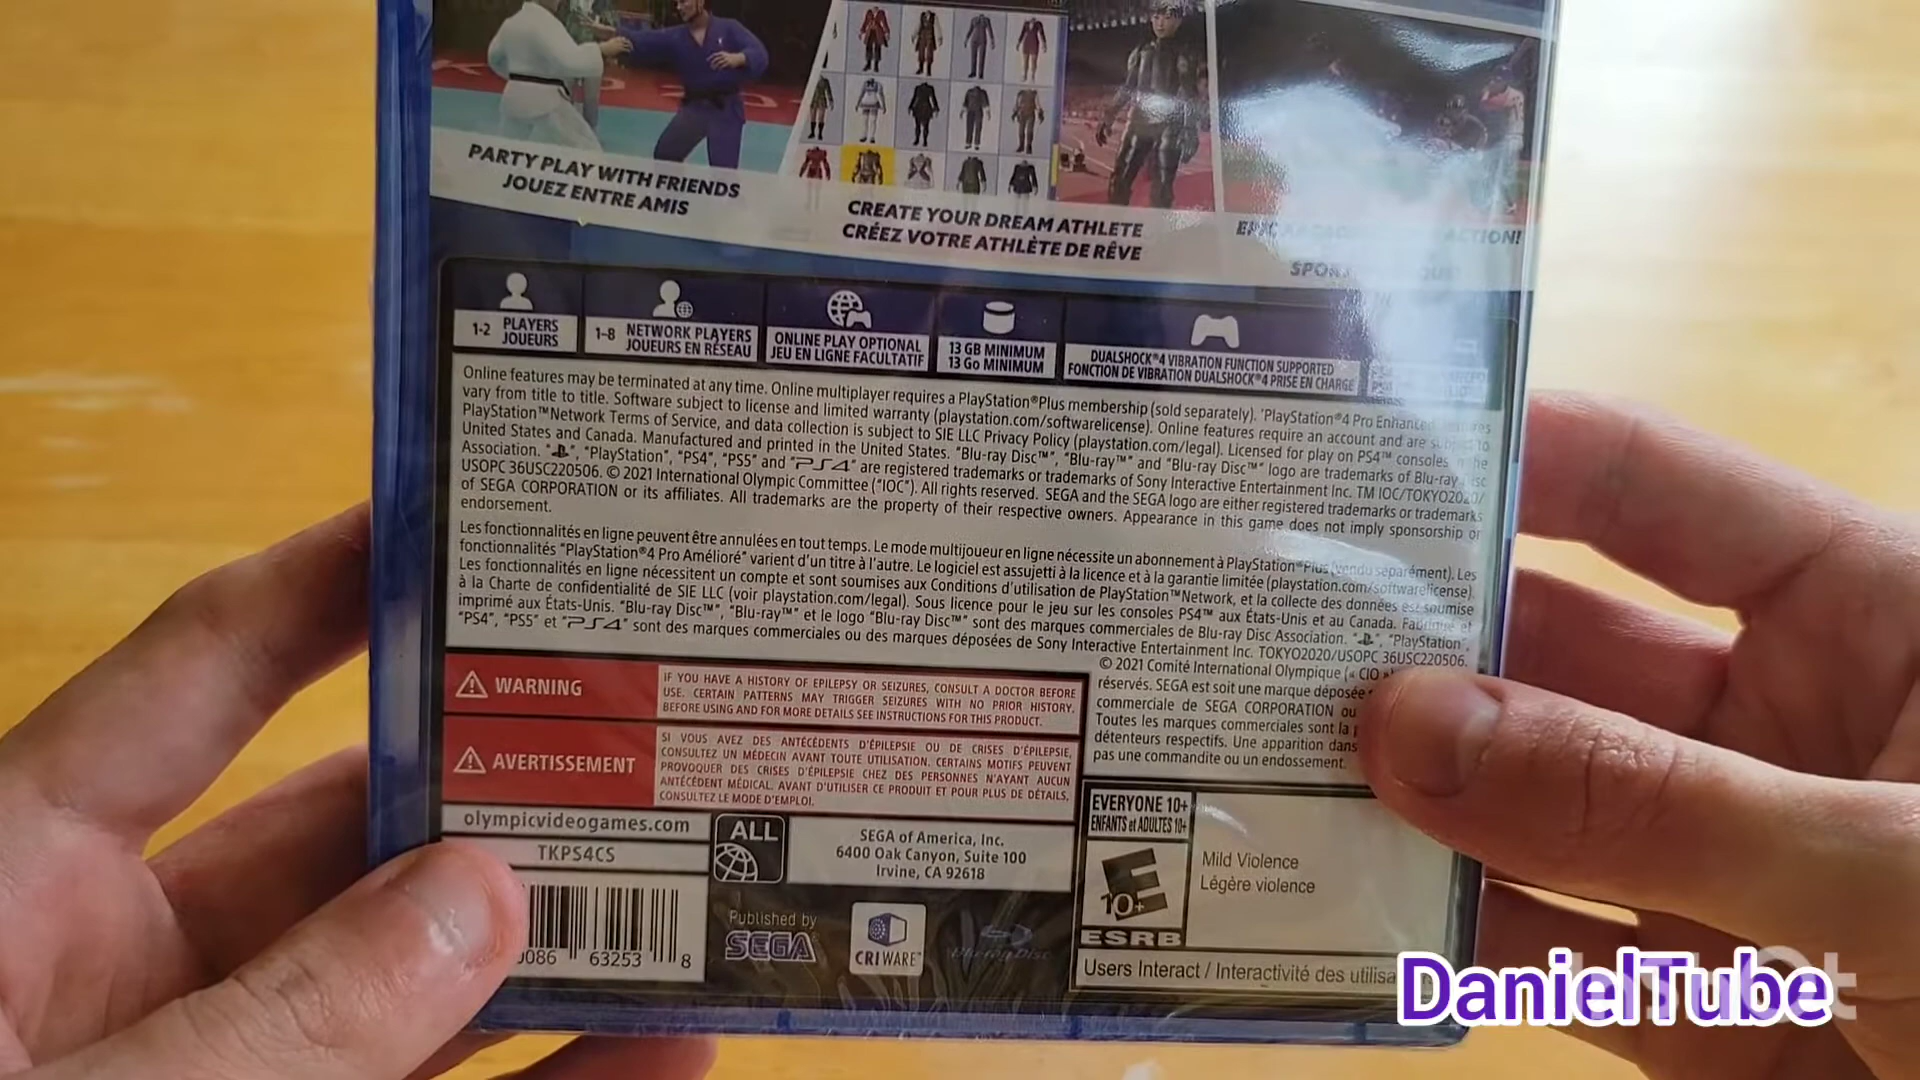 PARTY PLAY WITH FRIENDS
JOUEZ ENTRE AMIS
CREATE YOUR DREAM ATHLETE
CRÉEZ VOTRE ATHLÈTE DE RÊVE
ACTION!
1-2 PLAYERS
JOUEURS
1-8 NETWORK PLAYERS
JOUEURS EN RÉSEAU
ONLINE PLAY OPTIONAL
JEU EN LIGNE FACULTATIF
13 GB MINIMUM
13 Go MINIMUM
DUALSHOCK®4 VIBRATION FUNCTION SUPPORTED
FONCTION DE VIBRATION DUALSHOCK®4 PRISE EN CHARGE
Online features may be terminated at any time. Online multiplayer requires a PlayStation®Plus membership (sold separately). 'PlayStation®4 Pro Enhanced
vary from title to title. Software subject to license and limited warranty (playstation.com/softwarelicense). Online features require an account and are subject to
PlayStation™Network Terms of Service, and data collection is subject to SIE LLC Privacy Policy (playstation.com/legal). Licensed for play on PS4™ consoles in the
United States and Canada. Manufactured and printed in the United States. "Blu-ray Disc™", "Blu-ray™" and "Blu-ray Disc™" logo are trademarks of Blu-ray Disc
Association. " ", "PlayStation", "PS4", "PS5" and "PS4" are registered trademarks or trademarks of Sony Interactive Entertainment Inc. TM IOC/TOKYO2020/
USOPC 36USC220506. © 2021 International Olympic Committee ("IOC"). All rights reserved. SEGA and the SEGA logo are either registered trademarks or trademarks
of SEGA CORPORATION or its affiliates. All trademarks are the property of their respective owners. Appearance in this game does not imply sponsorship or
endorsement.
Les fonctionnalités en ligne peuvent être annulées en tout temps. Le mode multijoueur en ligne nécessite un abonnement à PlayStation®Plus (vendu séparément). Les
fonctionnalités "PlayStation®4 Pro Amélioré" varient d'un titre à l'autre. Le logiciel est assujetti à la licence et à la garantie limitée (playstation.com/softwarelicense).
Les fonctionnalités en ligne nécessitent un compte et sont soumises aux Conditions d'utilisation de PlayStation™Network, et la collecte des données est soumise
à la Charte de confidentialité de SIE LLC (voir playstation.com/legal). Sous licence pour le jeu sur les consoles PS4™ aux États-Unis et au Canada. Fabriqué et
imprimé aux États-Unis. "Blu-ray Disc™", "Blu-ray™" et le logo "Blu-ray Disc™" sont des marques commerciales de Blu-ray Disc Association. " ", "PlayStation",
"PS4", "PS5" et "PS4" sont des marques commerciales ou des marques déposées de Sony Interactive Entertainment Inc. TOKYO2020/USOPC 36USC220506.
© 2021 Comité International Olympique (« CIO »
réservés. SEGA est soit une marque déposée
commerciale de SEGA CORPORATION ou
Toutes les marques commerciales sont la
détenteurs respectifs. Une apparition dans
pas une commandite ou un endossement.
WARNING
IF YOU HAVE A HISTORY OF EPILEPSY OR SEIZURES, CONSULT A DOCTOR BEFORE
USE. CERTAIN PATTERNS MAY TRIGGER SEIZURES WITH NO PRIOR HISTORY.
BEFORE USING AND FOR MORE DETAILS SEE INSTRUCTIONS FOR THIS PRODUCT.
AVERTISSEMENT
SI VOUS AVEZ DES ANTÉCÉDENTS D'ÉPILEPSIE OU DE CRISES D'ÉPILEPSIE,
CONSULTEZ UN MÉDECIN AVANT TOUTE UTILISATION. CERTAINS MOTIFS PEUVENT
PROVOQUER DES CRISES D'ÉPILEPSIE CHEZ DES PERSONNES N'AYANT AUCUN
ANTÉCÉDENT MÉDICAL. AVANT D'UTILISER CE PRODUIT ET POUR PLUS DE DÉTAILS,
CONSULTEZ LE MODE D'EMPLOI.
olympicvideogames.com
TKPS4CS
ALL
SEGA of America, Inc.
6400 Oak Canyon, Suite 100
Irvine, CA 92618
0086 63253 8
Published by
SEGA
CRIWARE™
Blu-ray Disc
EVERYONE 10+
ENFANTS et ADULTES 10+
E
10+
ESRB
Mild Violence
Légère violence
Users Interact / Interactivité des utilisa
DanielTube